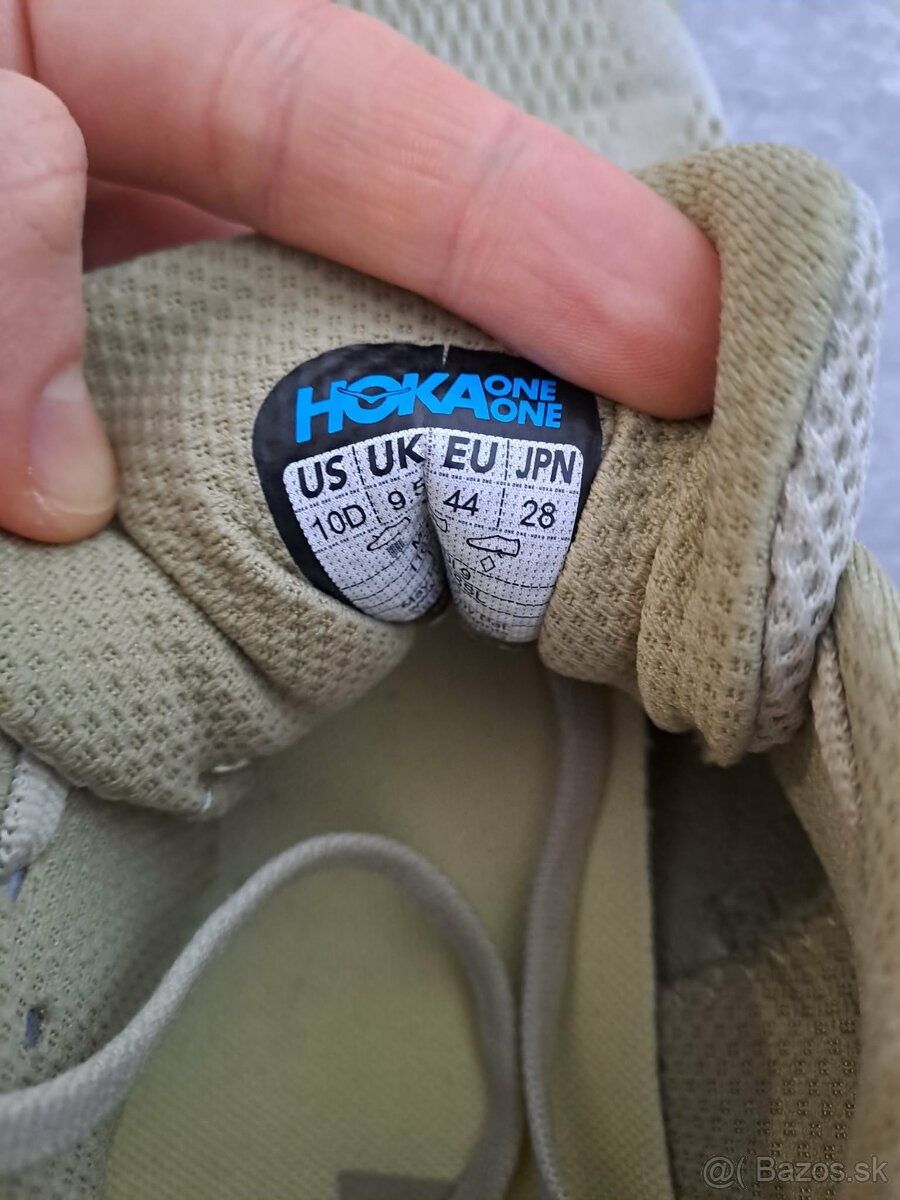 HOKA ONE ONE
US UK EU JPN
10D 9 5 44 28
@( Bazos.sk